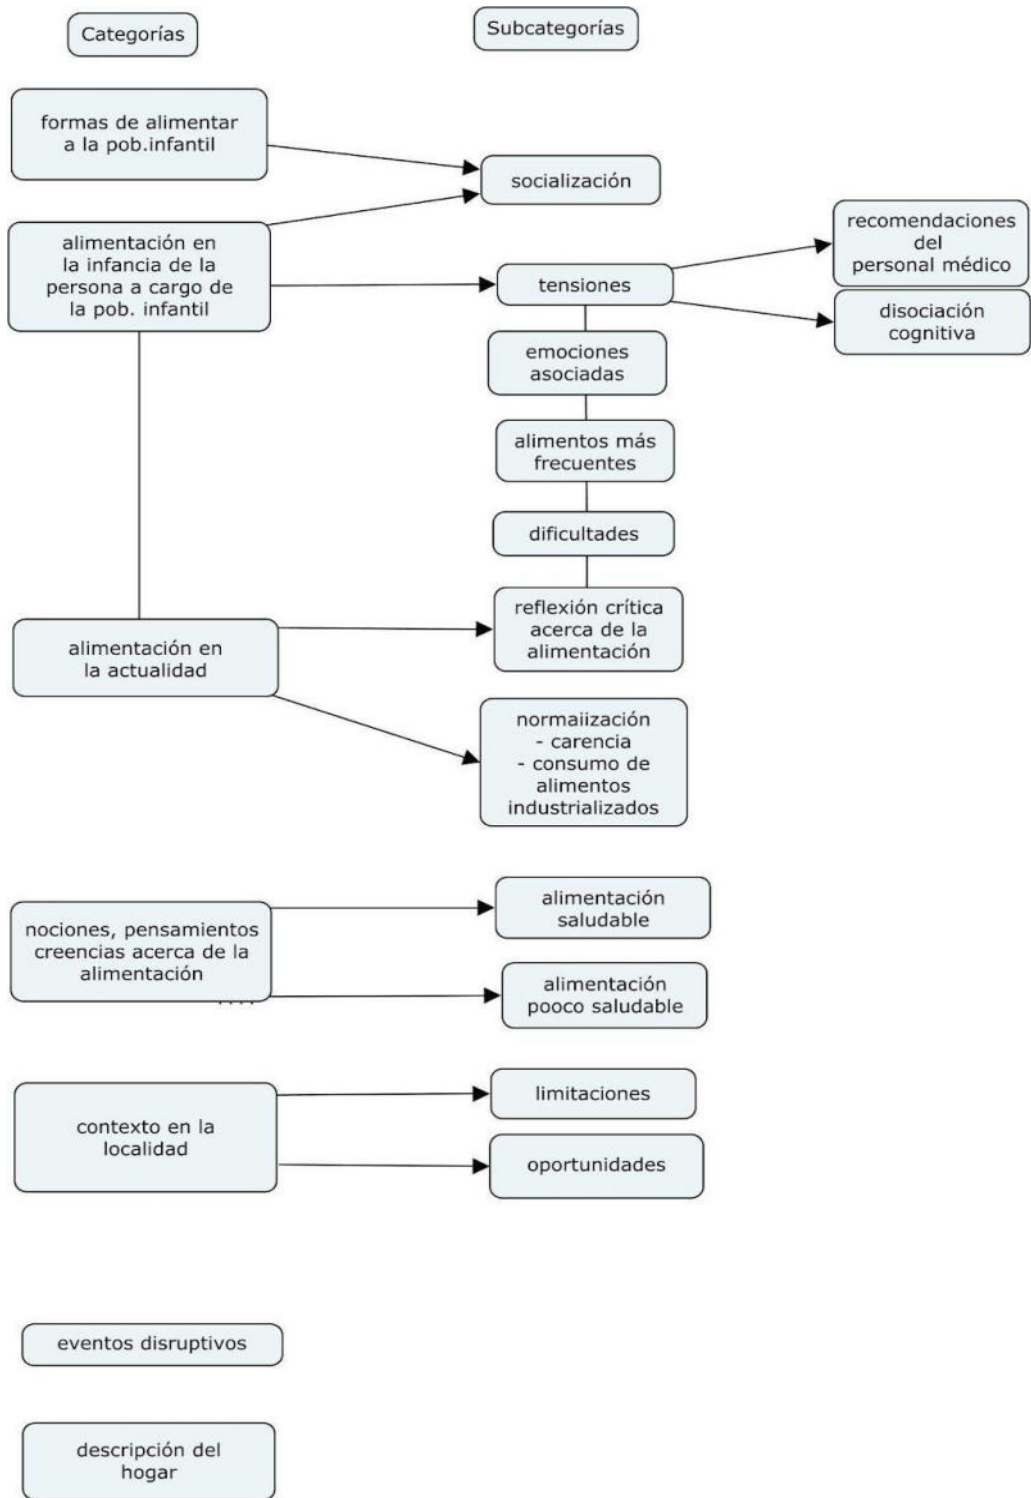 Categorías
Subcategorías
formas de alimentar
a la pob.infantil
socialización
alimentación en
la infancia de la
persona a cargo de
la pob. infantil
tensiones
recomendaciones
del
personal médico
disociación
cognitiva
emociones
asociadas
alimentos más
frecuentes
dificultades
alimentación en
la actualidad
reflexión crítica
acerca de la
alimentación
normaiización
- carencia
- consumo de
alimentos
industrializados
nociones, pensamientos
creencias acerca de la
alimentación
....
alimentación
saludable
alimentación
pooco saludable
contexto en la
localidad
limitaciones
oportunidades
eventos disruptivos
descripción del
hogar